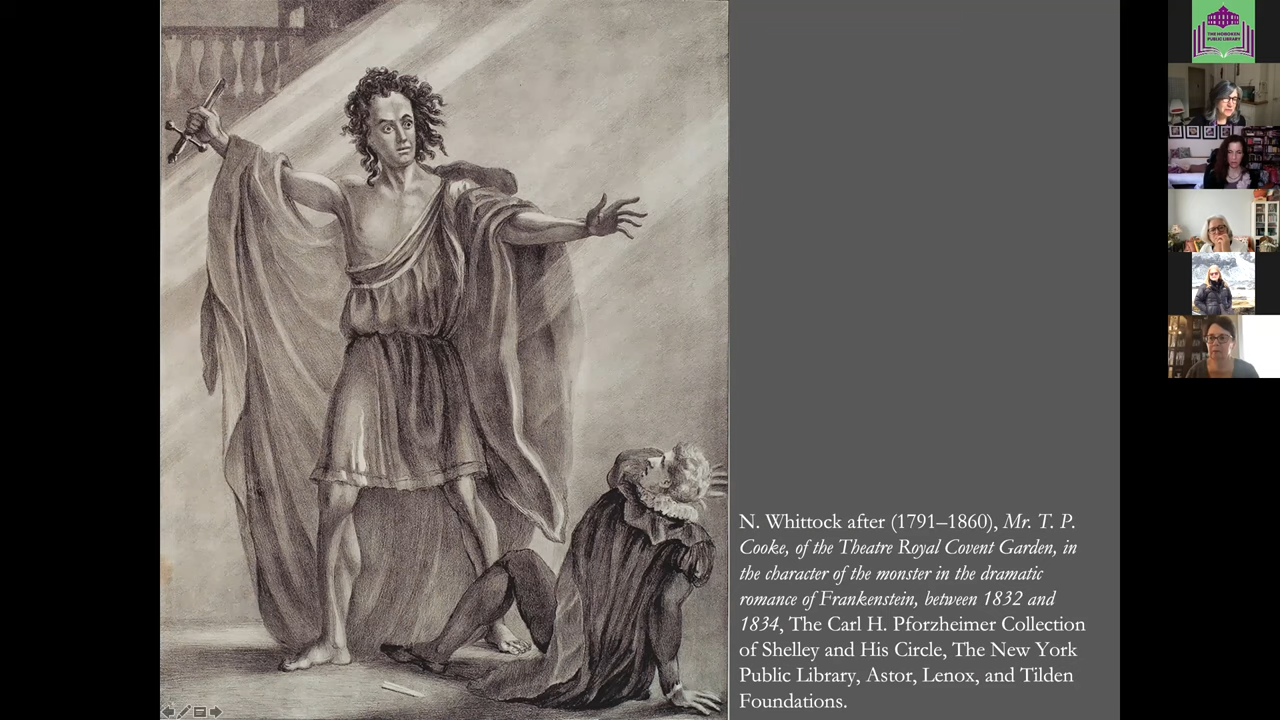 THE HOBOKEN
PUBLIC LIBRARY
N. Whittock after (1791–1860), Mr. T. P.
Cooke, of the Theatre Royal Covent Garden, in
the character of the monster in the dramatic
romance of Frankenstein, between 1832 and
1834, The Carl H. Pforzheimer Collection
of Shelley and His Circle, The New York
Public Library, Astor, Lenox, and Tilden
Foundations.